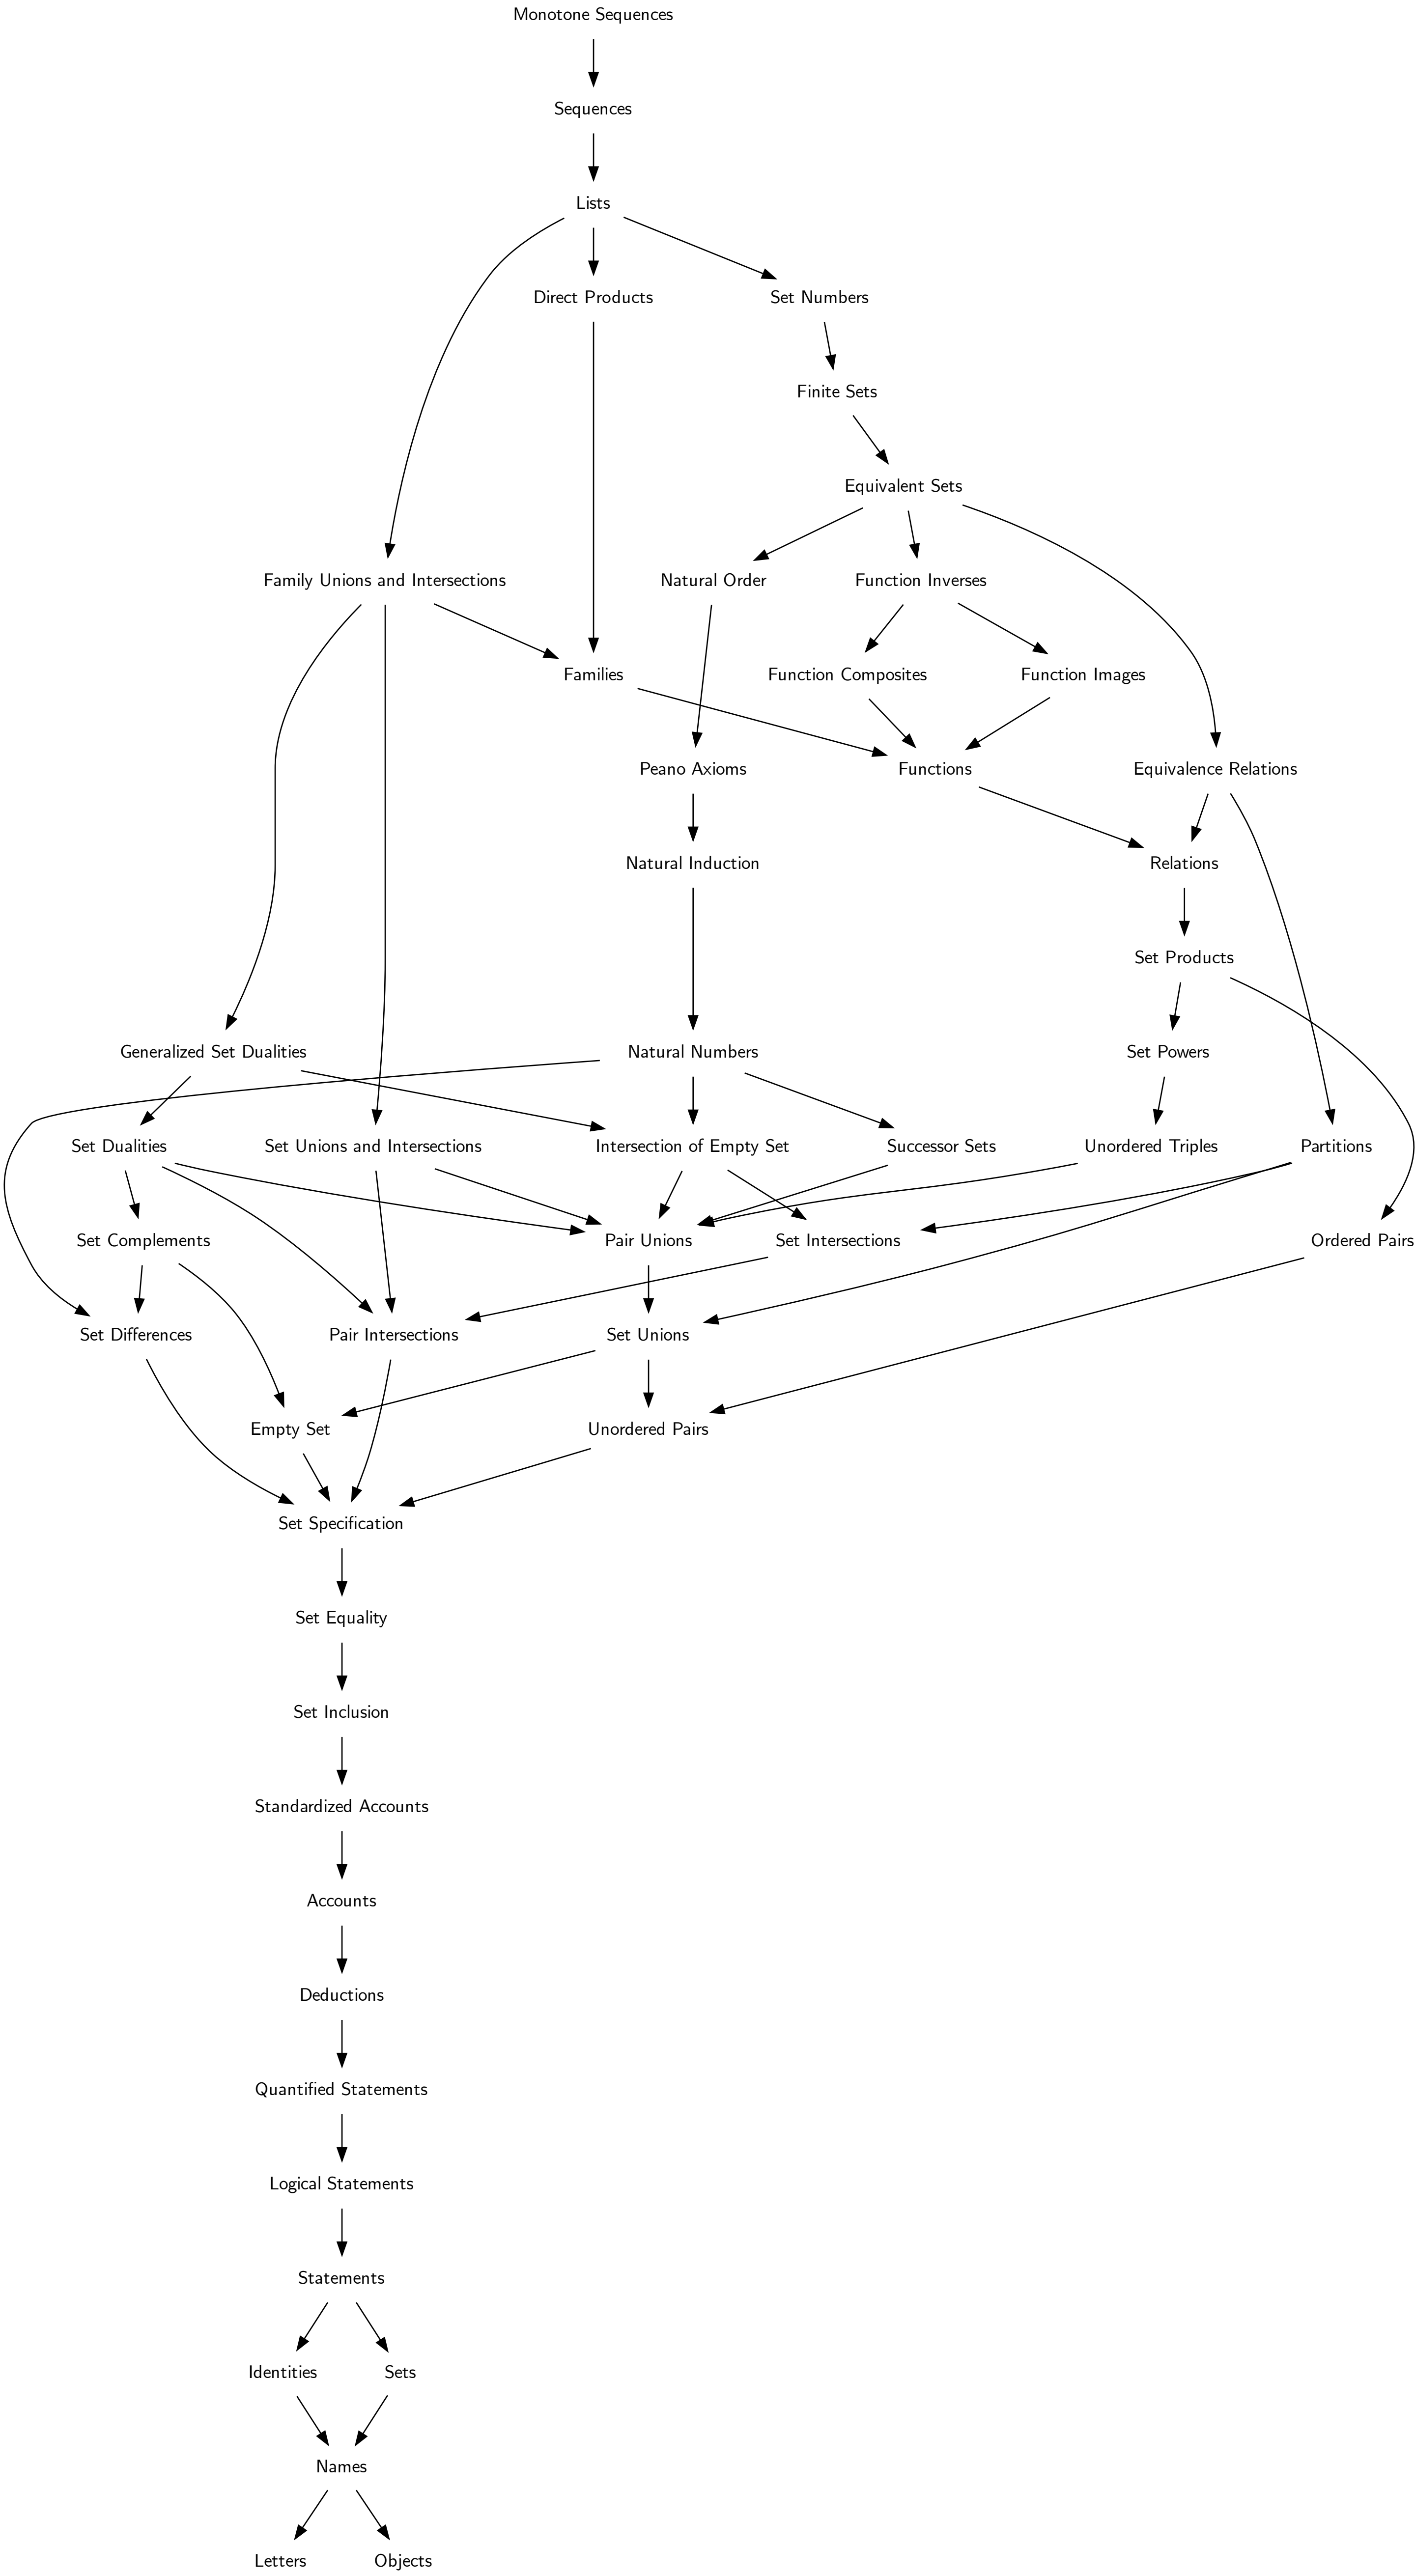 Monotone Sequences
Sequences
Lists
Direct Products
Set Numbers
Finite Sets
Equivalent Sets
Family Unions and Intersections
Natural Order
Function Inverses
Families
Function Composites
Function Images
Peano Axioms
Functions
Equivalence Relations
Natural Induction
Relations
Set Products
Generalized Set Dualities
Natural Numbers
Set Powers
Set Dualities
Set Unions and Intersections
Intersection of Empty Set
Successor Sets
Unordered Triples
Partitions
Set Complements
Pair Unions
Set Intersections
Ordered Pairs
Set Differences
Pair Intersections
Set Unions
Empty Set
Unordered Pairs
Set Specification
Set Equality
Set Inclusion
Standardized Accounts
Accounts
Deductions
Quantified Statements
Logical Statements
Statements
Identities
Sets
Names
Letters
Objects